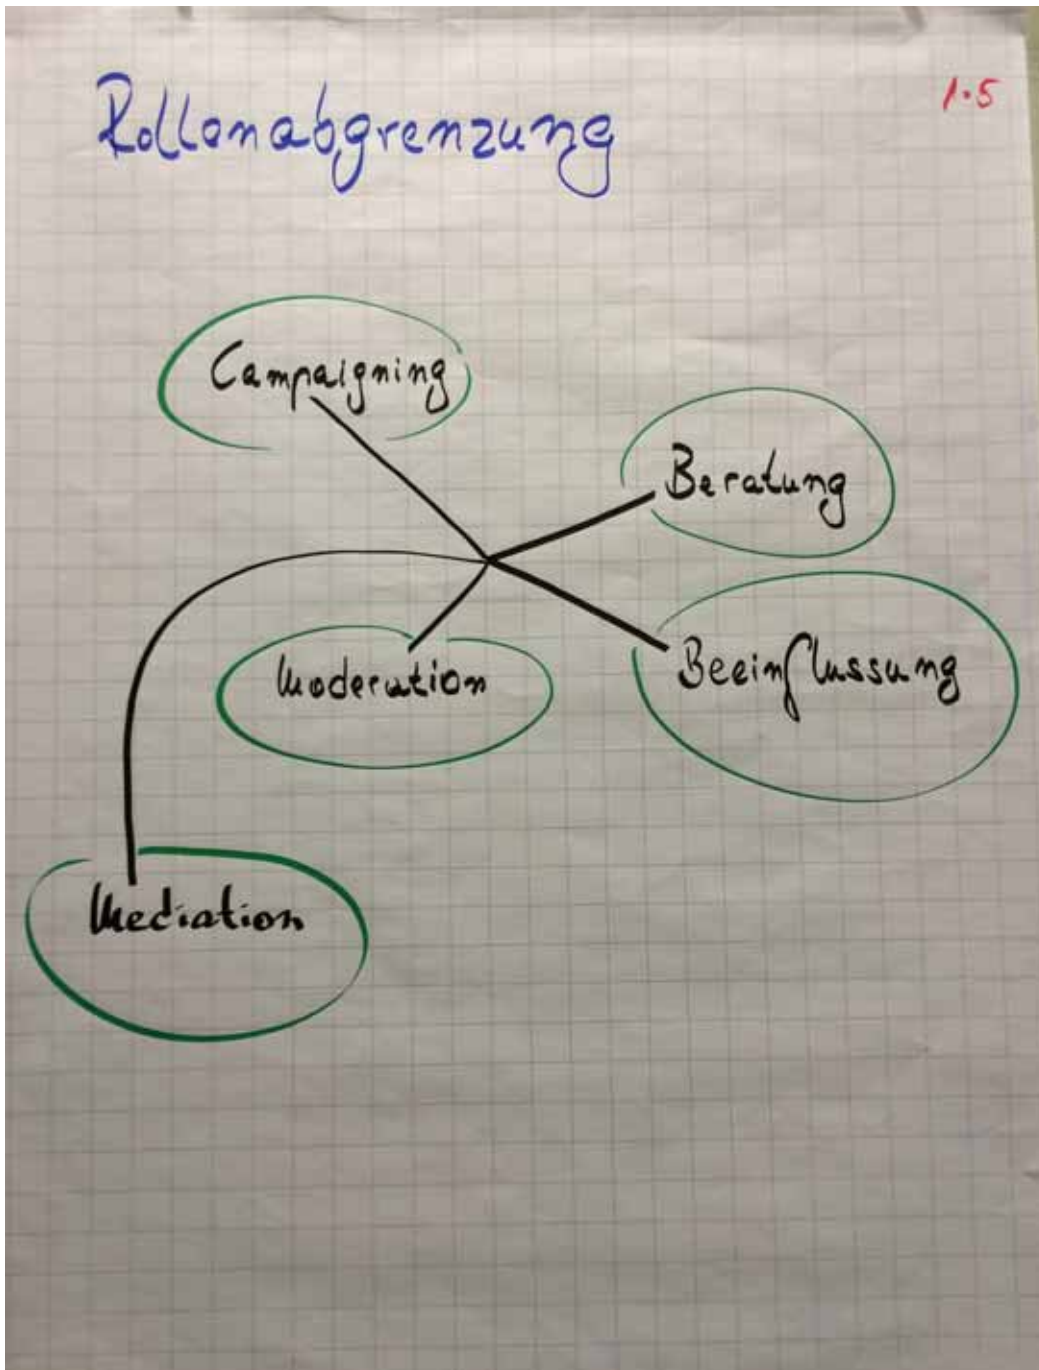 Rollenabgrenzung
1.5
Campaigning
Beratung
Moderation
Beeinflussung
Mediation